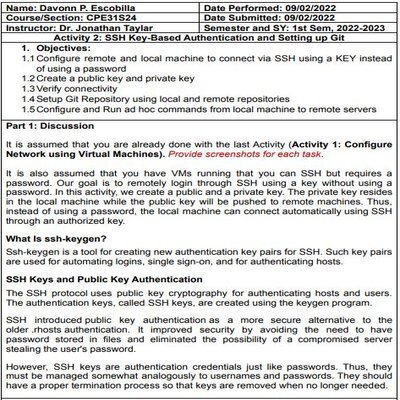 Name: Davonn P. Escobilla Date Performed: 09/02/2022
Course/Section: CPE31S24 Date Submitted: 09/02/2022
Instructor: Dr. Jonathan Taylar Semester and SY: 1st Sem, 2022-2023
Activity 2: SSH Key-Based Authentication and Setting up Git
1. Objectives:
1.1 Configure remote and local machine to connect via SSH using a KEY instead
of using a password
1.2 Create a public key and private key
1.3 Verify connectivity
1.4 Setup Git Repository using local and remote repositories
1.5 Configure and Run ad hoc commands from local machine to remote servers
Part 1: Discussion
It is assumed that you are already done with the last Activity (Activity 1: Configure
Network using Virtual Machines). Provide screenshots for each task.
It is also assumed that you have VMs running that you can SSH but requires a
password. Our goal is to remotely login through SSH using a key without using a
password. In this activity, we create a public and a private key. The private key resides
in the local machine while the public key will be pushed to remote machines. Thus,
instead of using a password, the local machine can connect automatically using SSH
through an authorized key.
What Is ssh-keygen?
Ssh-keygen is a tool for creating new authentication key pairs for SSH. Such key pairs
are used for automating logins, single sign-on, and for authenticating hosts.
SSH Keys and Public Key Authentication
The SSH protocol uses public key cryptography for authenticating hosts and users.
The authentication keys, called SSH keys, are created using the keygen program.
SSH introduced public key authentication as a more secure alternative to the
older .rhosts authentication. It improved security by avoiding the need to have
password stored in files and eliminated the possibility of a compromised server
stealing the user's password.
However, SSH keys are authentication credentials just like passwords. Thus, they
must be managed somewhat analogously to usernames and passwords. They should
have a proper termination process so that keys are removed when no longer needed.